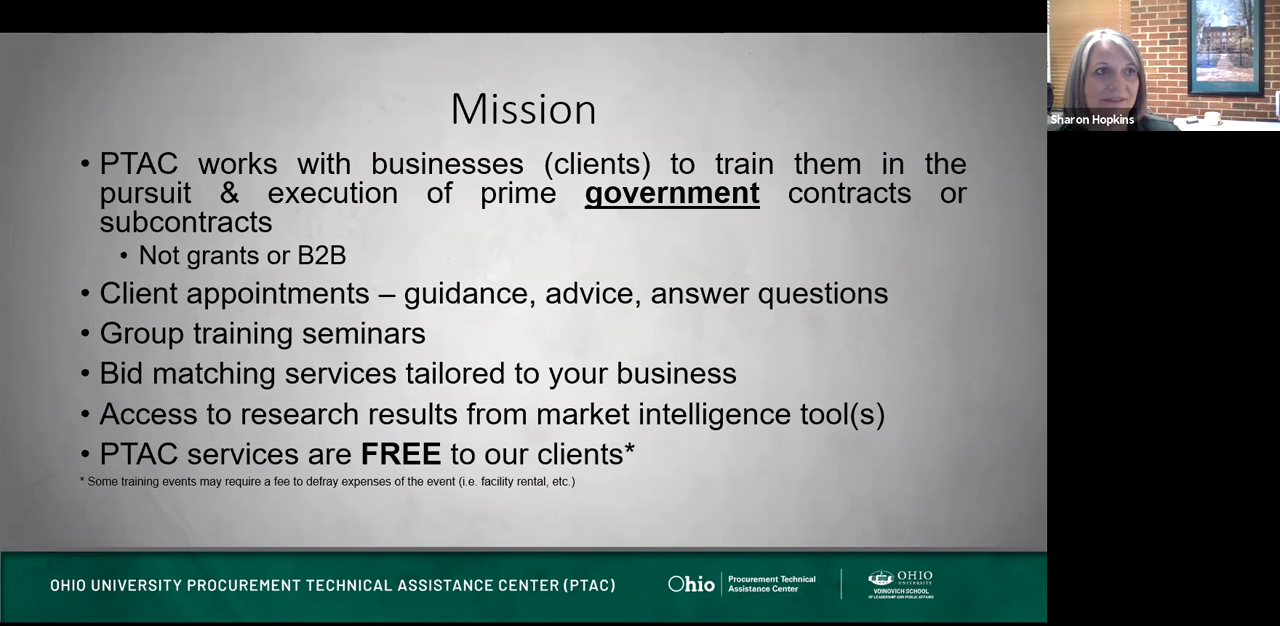 Mission
• PTAC works with businesses (clients) to train them in the
pursuit & execution of prime government contracts or
subcontracts
• Not grants or B2B
• Client appointments – guidance, advice, answer questions
• Group training seminars
• Bid matching services tailored to your business
• Access to research results from market intelligence tool(s)
• PTAC services are FREE to our clients*
* Some training events may require a fee to defray expenses of the event (i.e. facility rental, etc.)
Sharon Hopkins
OHIO UNIVERSITY PROCUREMENT TECHNICAL ASSISTANCE CENTER (PTAC)
Ohio
Procurement Technical
Assistance Center
OHIO
UNIVERSITY
VOINOVICH SCHOOL
OF LEADERSHIP AND PUBLIC AFFAIRS